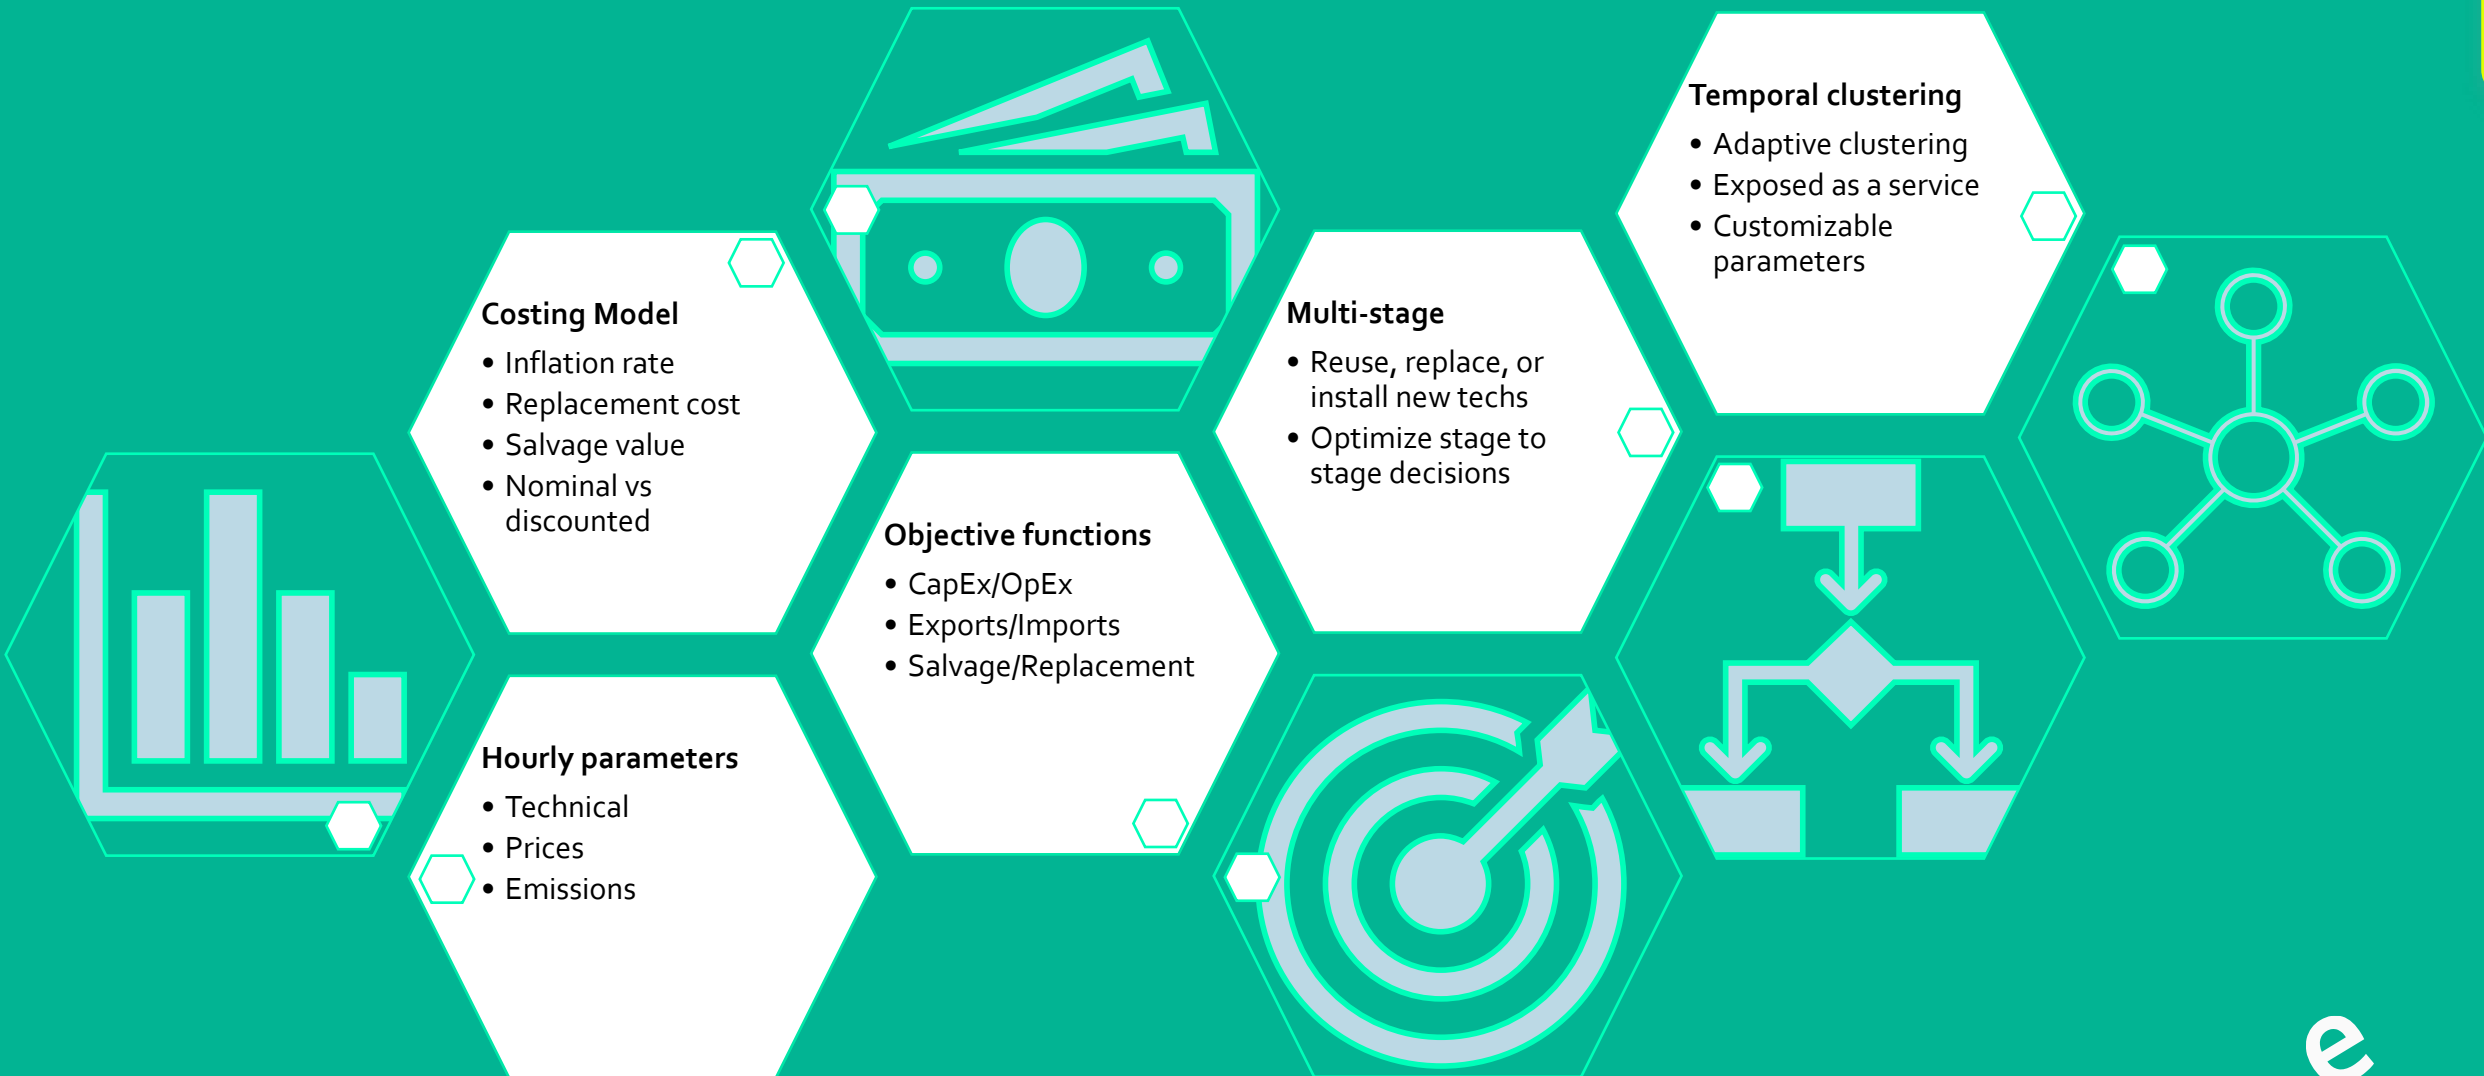 Costing Model
• Inflation rate
• Replacement cost
• Salvage value
• Nominal vs
discounted
Hourly parameters
• Technical
• Prices
• Emissions
Objective functions
• CapEx/OpEx
• Exports/Imports
• Salvage/Replacement
Multi-stage
• Reuse, replace, or
install new techs
• Optimize stage to
stage decisions
Temporal clustering
• Adaptive clustering
• Exposed as a service
• Customizable
parameters
e